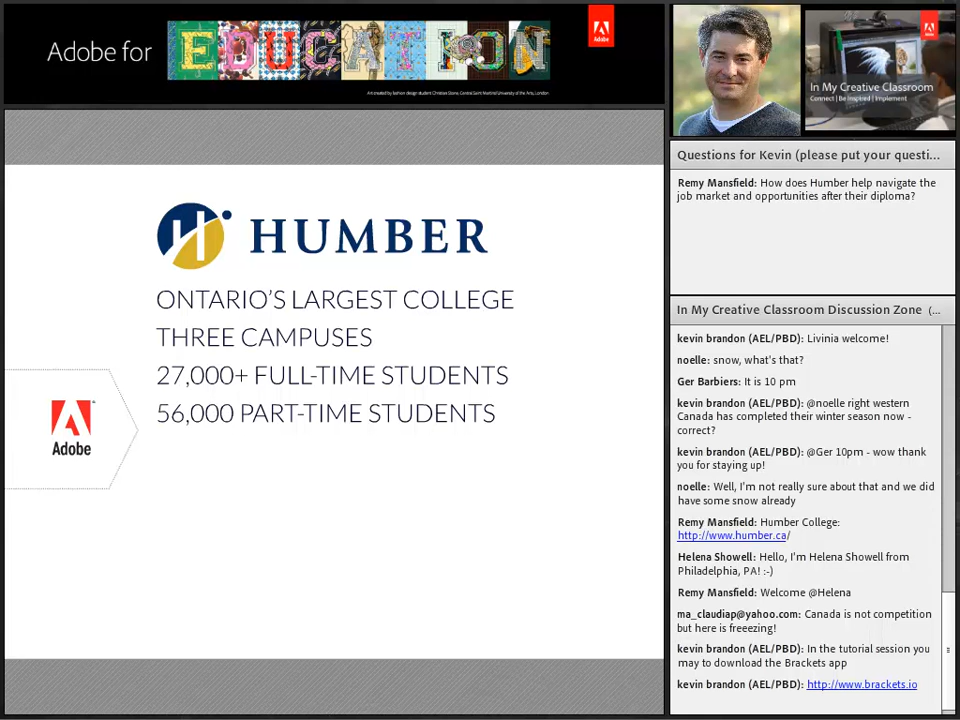 Adobe for EDUCATION
Adobe
In My Creative Classroom
Connect | Be Inspired | Implement
HUMBER
ONTARIO'S LARGEST COLLEGE
THREE CAMPUSES
27,000+ FULL-TIME STUDENTS
56,000 PART-TIME STUDENTS
Adobe
Questions for Kevin (please put your questi...
Remy Mansfield: How does Humber help navigate the
job market and opportunities after their diploma?
In My Creative Classroom Discussion Zone (...
kevin brandon (AEL/PBD): Livinia welcome!
noelle: snow, what's that?
Ger Barbiers: It is 10 pm
kevin brandon (AEL/PBD): @noelle right western
Canada has completed their winter season now -
correct?
kevin brandon (AEL/PBD): @Ger 10pm - wow thank
you for staying up!
noelle: Well, I'm not really sure about that and we did
have some snow already
Remy Mansfield: Humber College:
http://www.humber.ca/
Helena Showell: Hello, I'm Helena Showell from
Philadelphia, PA! :-)
Remy Mansfield: Welcome @Helena
ma_claudiap@yahoo.com: Canada is not competition
but here is freeezing!
kevin brandon (AEL/PBD): In the tutorial session you
may to download the Brackets app
kevin brandon (AEL/PBD): http://www.brackets.io